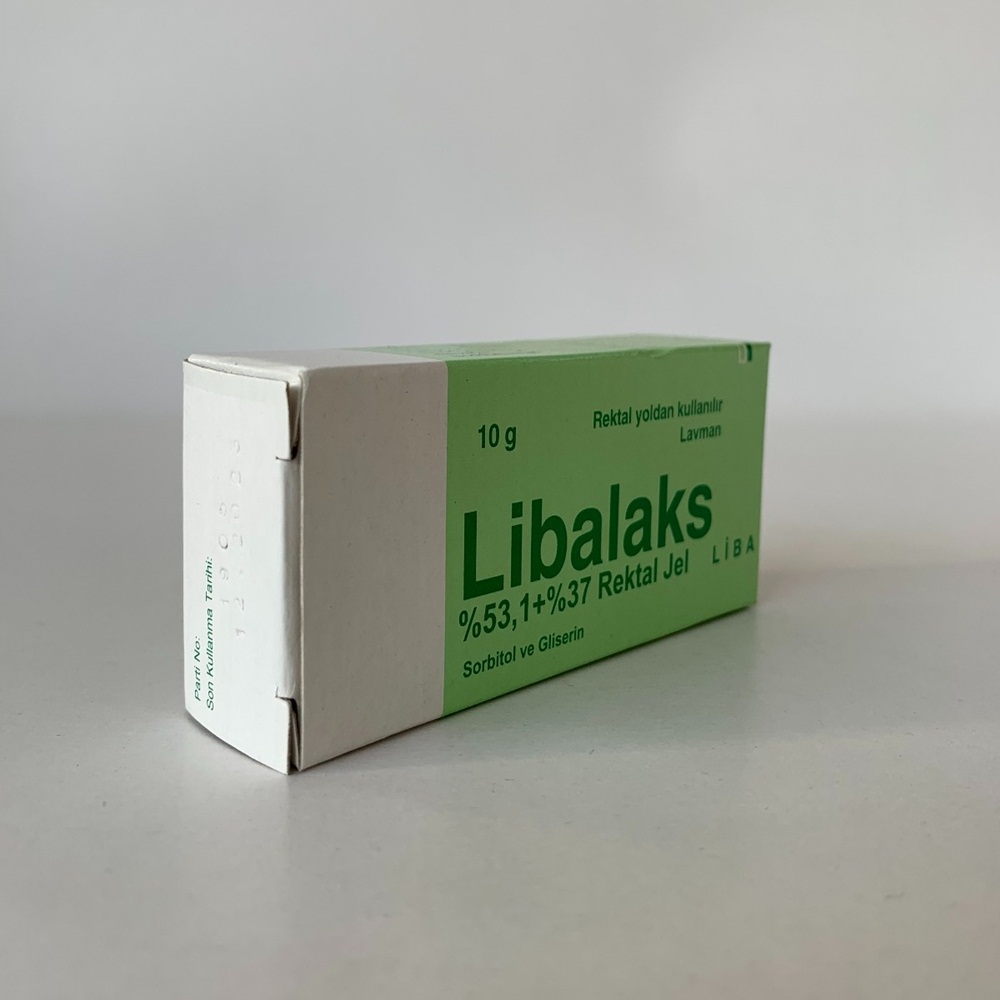 Parti No:
Son Kullanma Tarihi:
10 g
Rektal yoldan kullanılır
Lavman
Libalaks
%53,1+%37 Rektal Jel
LİBA
Sorbitol ve Gliserin